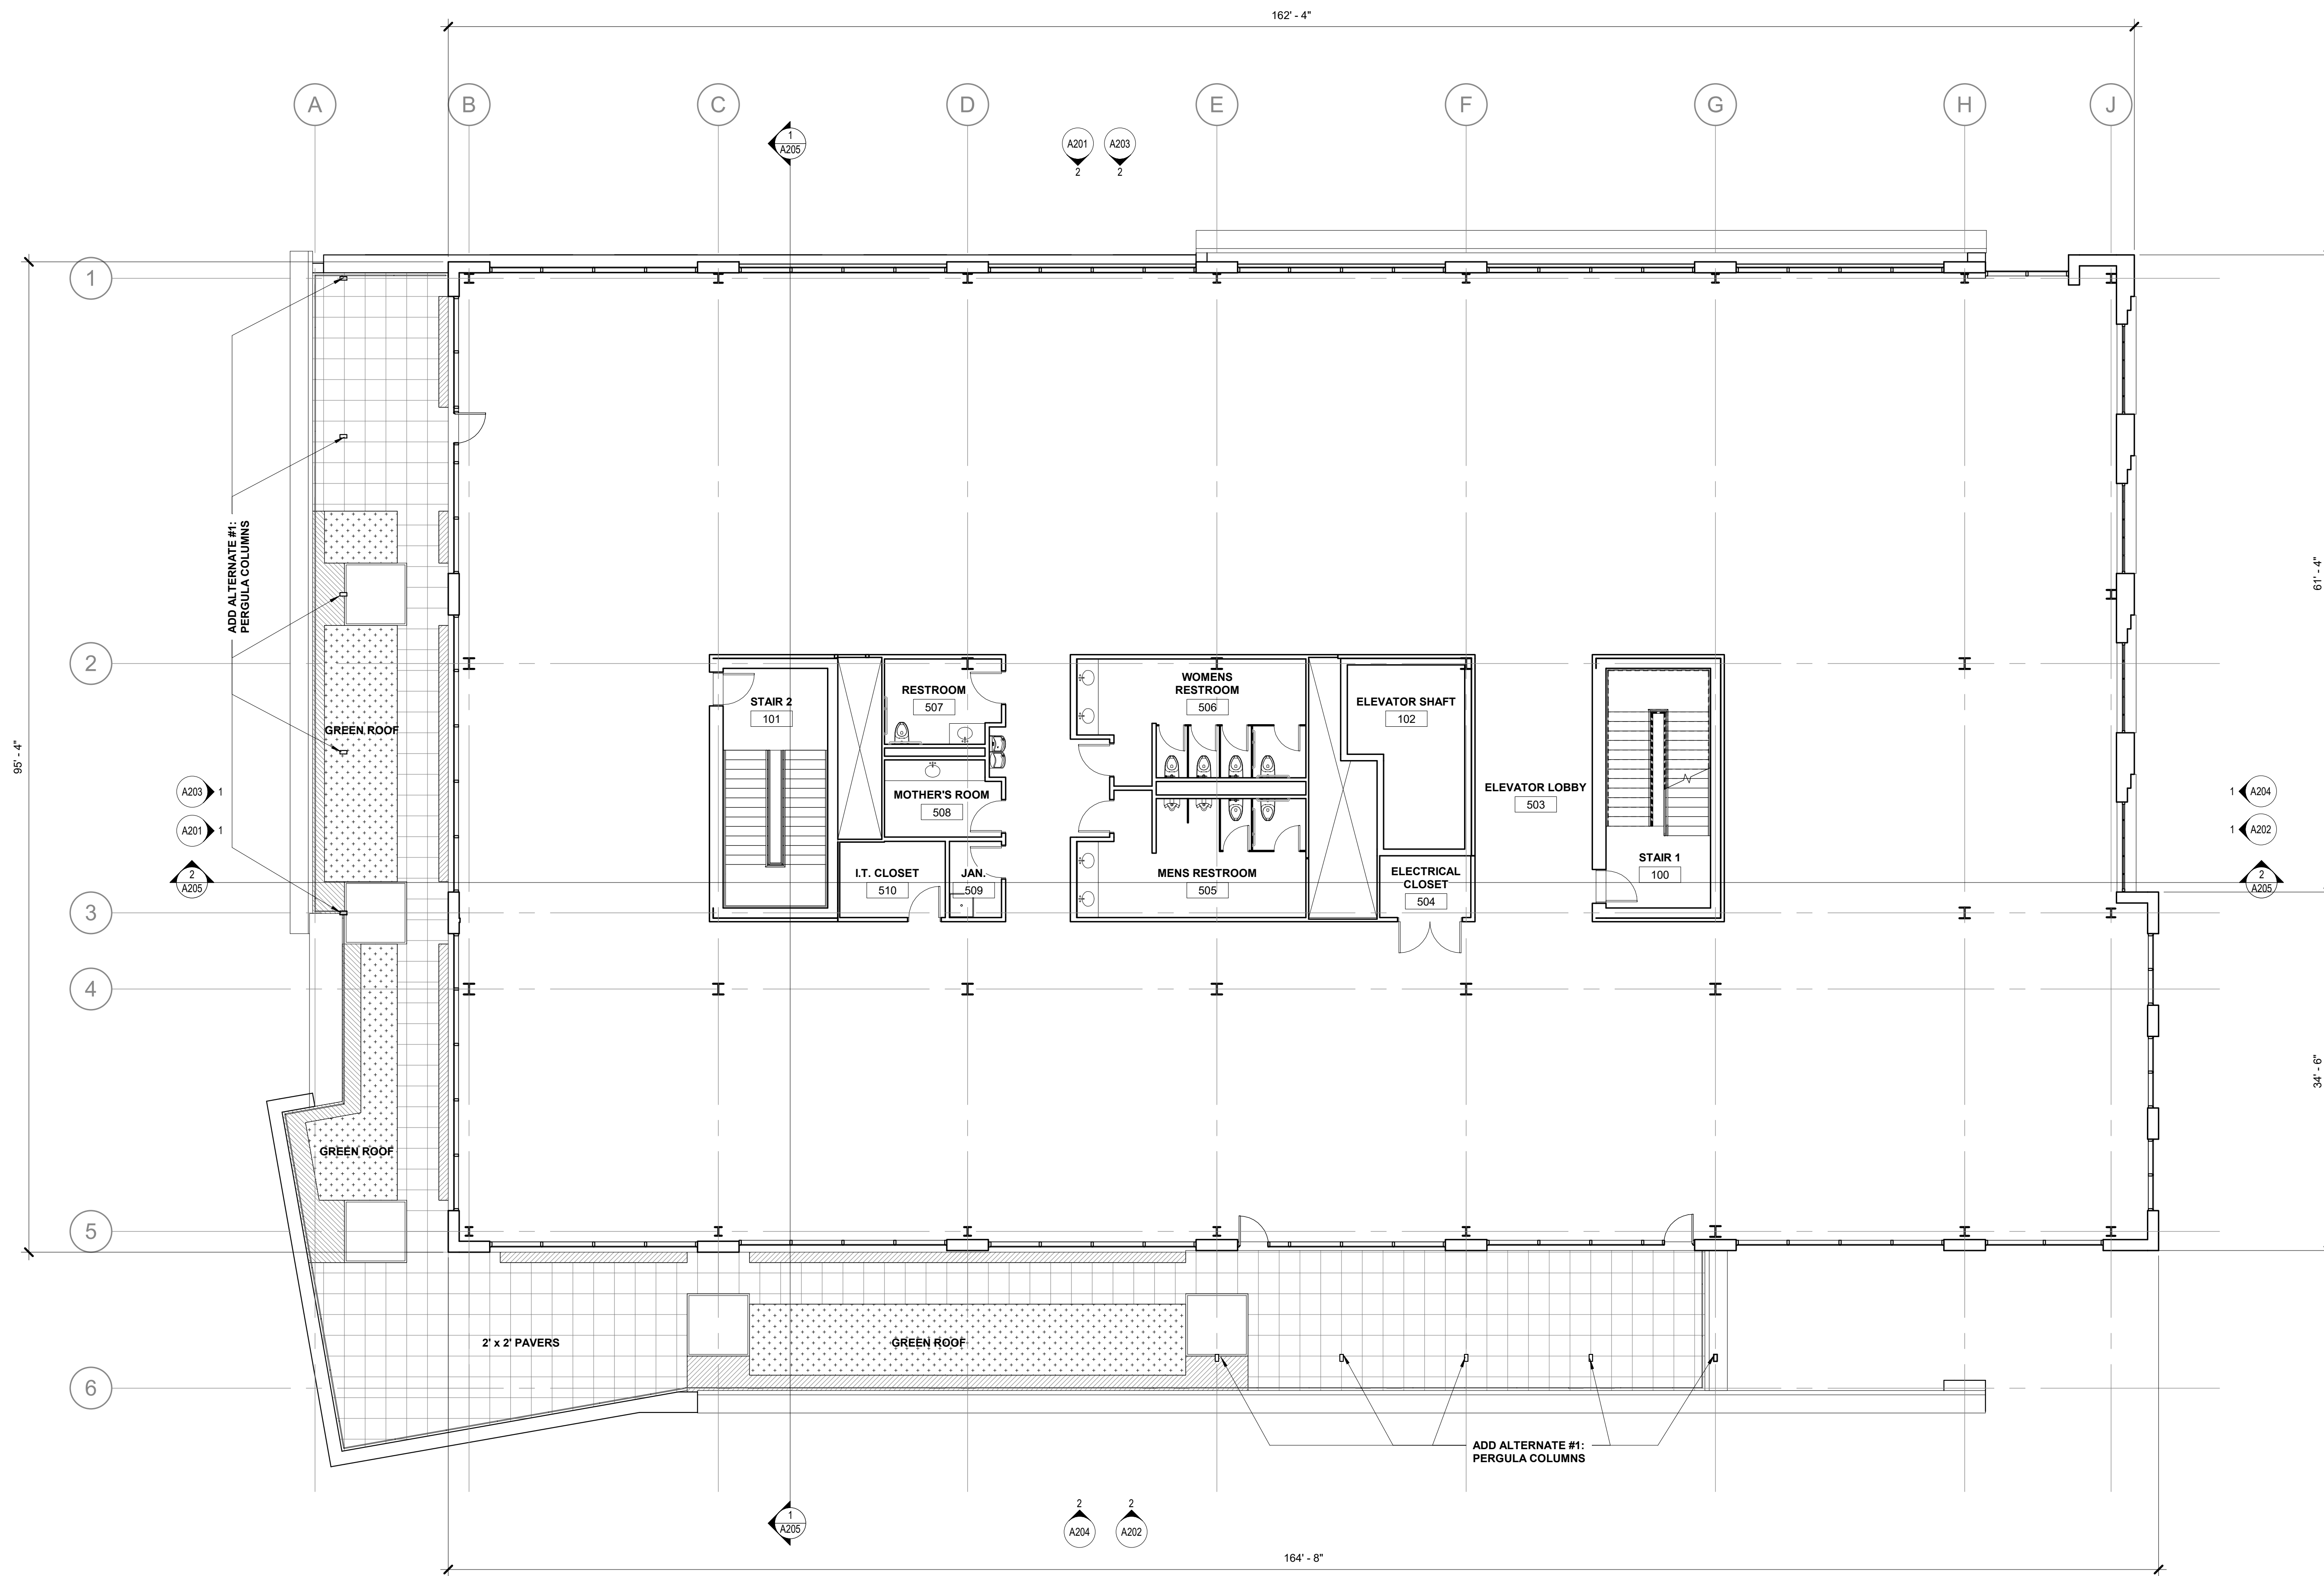 162' - 4"
A
B
C
D
E
F
G
H
J
1
A205
A201
2
A203
2
1
61' - 4"
ADD ALTERNATE #1:
PERGULA COLUMNS
2
WOMENS
RESTROOM
506
RESTROOM
507
STAIR 2
101
ELEVATOR SHAFT
102
GREEN ROOF
95' - 4"
A203
1
A201
1
2
A205
MOTHER'S ROOM
508
ELEVATOR LOBBY
503
1
A204
1
A202
2
A205
STAIR 1
100
I.T. CLOSET
510
JAN.
509
MENS RESTROOM
505
ELECTRICAL
CLOSET
504
3
4
34' - 6"
GREEN ROOF
5
2' x 2' PAVERS
GREEN ROOF
6
ADD ALTERNATE #1:
PERGULA COLUMNS
1
A205
2
A204
2
A202
164' - 8"